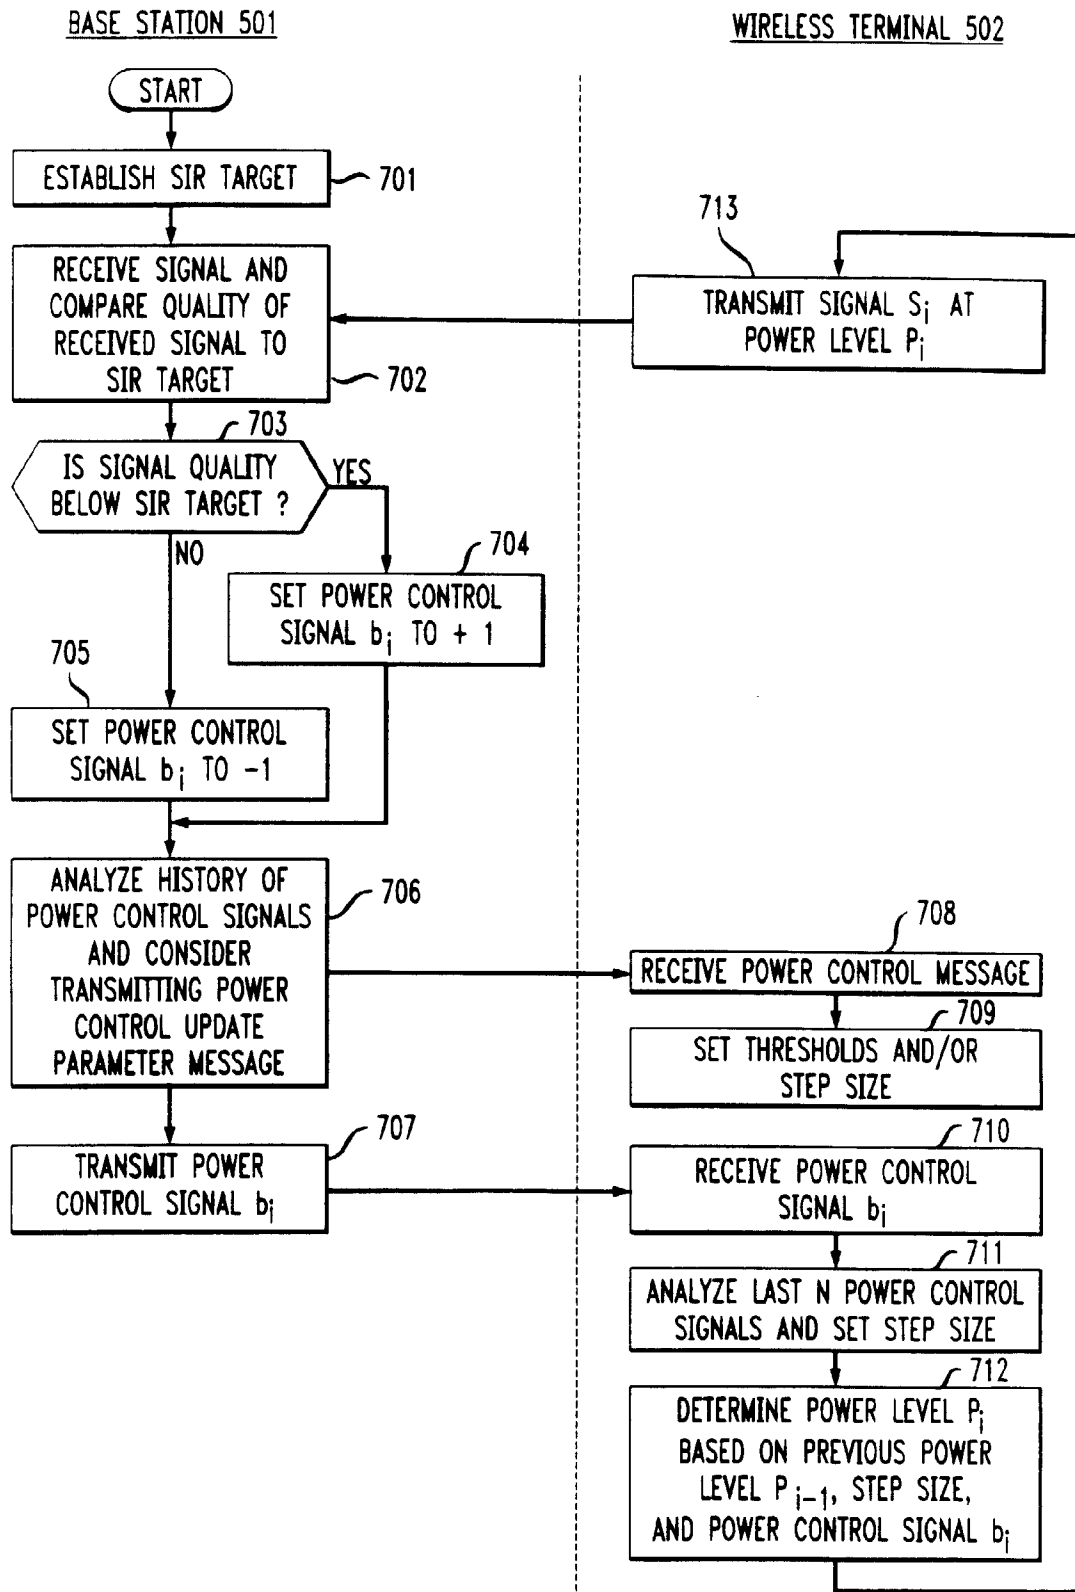 BASE STATION 501
WIRELESS TERMINAL 502
START
ESTABLISH SIR TARGET
701
RECEIVE SIGNAL AND
COMPARE QUALITY OF
RECEIVED SIGNAL TO
SIR TARGET
702
713
TRANSMIT SIGNAL Si AT
POWER LEVEL Pi
703
IS SIGNAL QUALITY
BELOW SIR TARGET ?
YES
NO
704
SET POWER CONTROL
SIGNAL bi TO + 1
705
SET POWER CONTROL
SIGNAL bi TO -1
ANALYZE HISTORY OF
POWER CONTROL SIGNALS
AND CONSIDER
TRANSMITTING POWER
CONTROL UPDATE
PARAMETER MESSAGE
706
708
RECEIVE POWER CONTROL MESSAGE
709
SET THRESHOLDS AND/OR
STEP SIZE
707
TRANSMIT POWER
CONTROL SIGNAL bi
710
RECEIVE POWER CONTROL
SIGNAL bi
711
ANALYZE LAST N POWER CONTROL
SIGNALS AND SET STEP SIZE
712
DETERMINE POWER LEVEL Pi
BASED ON PREVIOUS POWER
LEVEL P i-1, STEP SIZE,
AND POWER CONTROL SIGNAL bi